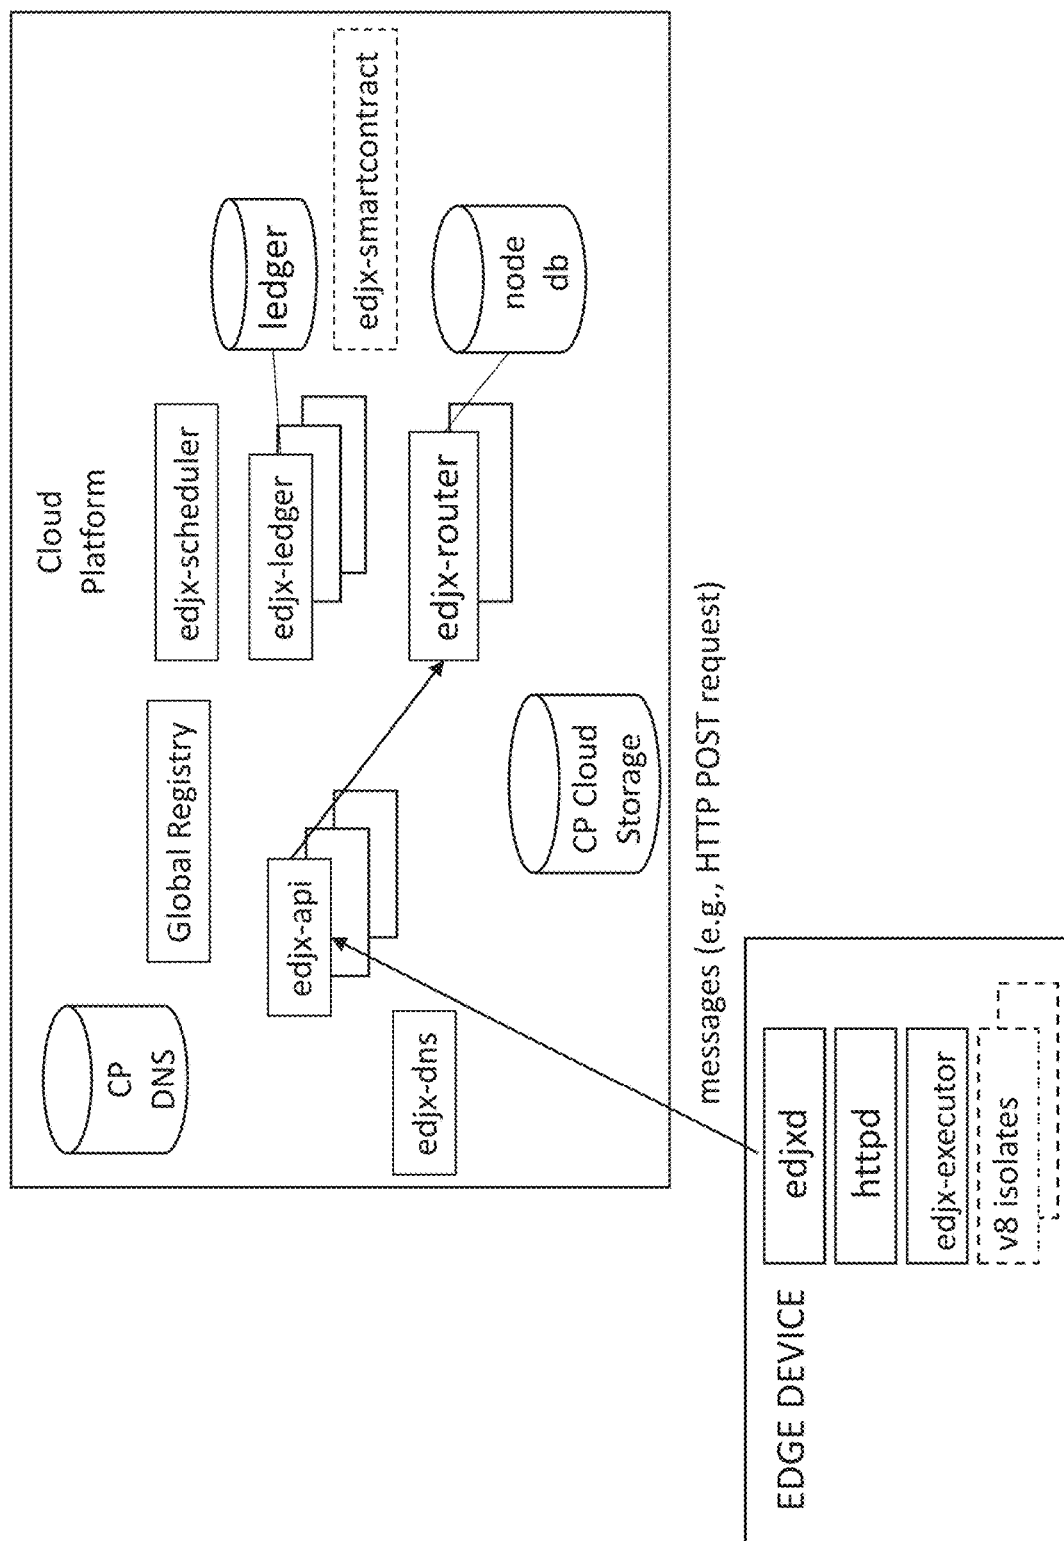 Cloud
Platform
CP
DNS
Global Registry
edjx-scheduler
edjx-api
edjx-ledger
ledger
edjx-dns
edjx-router
edjx-smartcontract
node
db
CP Cloud
Storage
messages (e.g., HTTP POST request)
EDGE DEVICE
edjxd
httpd
edjx-executor
v8 isolates